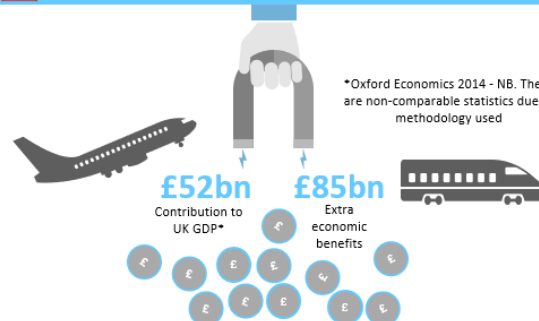 *Oxford Economics 2014 - NB. The
are non-comparable statistics due
methodology used
£52bn
£85bn
Contribution to
UK GDP*
Extra
economic
benefits
£
£
£
£
£
£
£
£
£
£
£
£